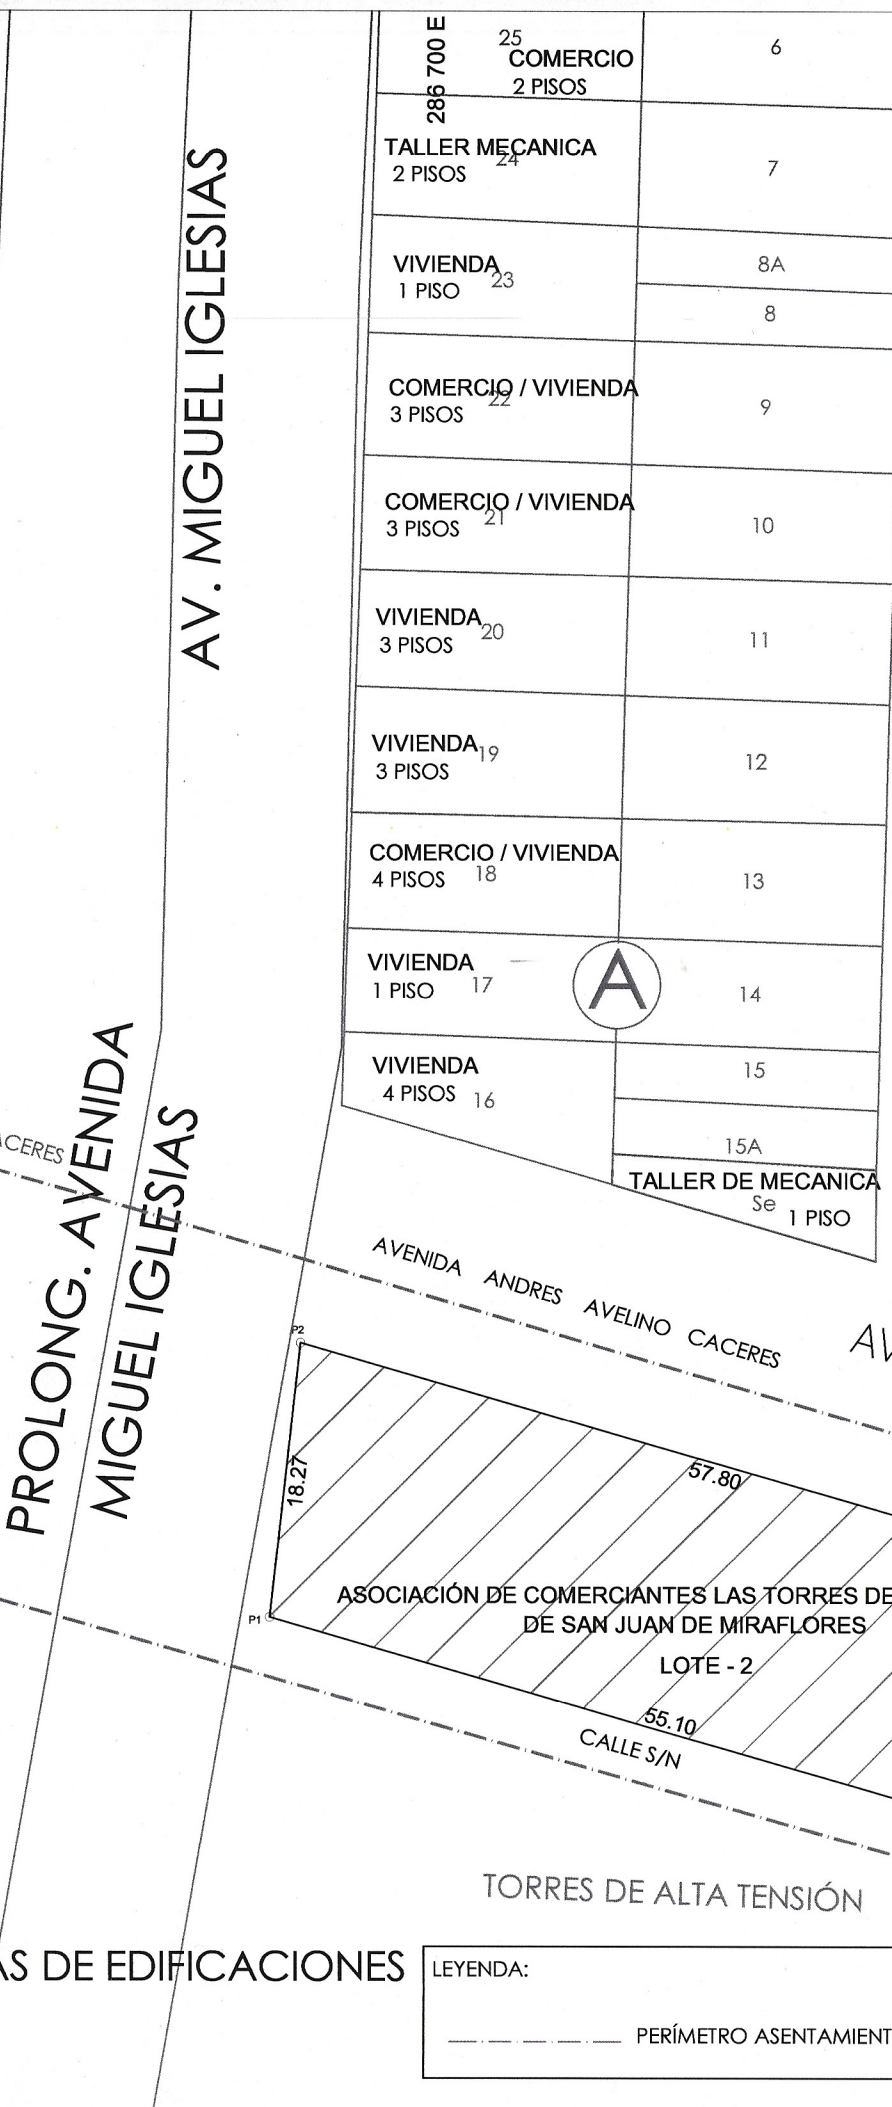 286 700 E
25
COMERCIO
2 PISOS
6
TALLER MECANICA
24
2 PISOS
7
VIVIENDA
23
1 PISO
8A
8
COMERCIO / VIVIENDA
22
3 PISOS
9
COMERCIO / VIVIENDA
21
3 PISOS
10
VIVIENDA
20
3 PISOS
11
VIVIENDA
19
3 PISOS
12
COMERCIO / VIVIENDA
4 PISOS
18
13
VIVIENDA
1 PISO
17
A
14
VIVIENDA
4 PISOS
16
15
15A
TALLER DE MECANICA
Se
1 PISO
AV. MIGUEL IGLESIAS
PROLONG. AVENIDA
MIGUEL IGLESIAS
ACERES
AVENIDA ANDRES AVELINO CACERES
AV
P2
18.27
57.80
ASOCIACIÓN DE COMERCIANTES LAS TORRES DE
DE SAN JUAN DE MIRAFLORES
P1
LOTE - 2
55.10
CALLE S/N
TORRES DE ALTA TENSIÓN
AS DE EDIFICACIONES
LEYENDA:
PERÍMETRO ASENTAMIENT